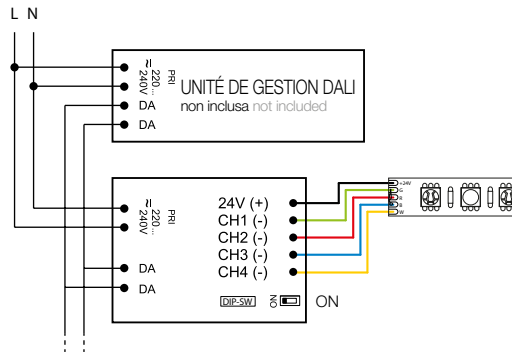 L N
PRI
≂ 220...
240V
DA
DA
UNITÉ DE GESTION DALI
non inclusa not included
PRI
≂ 220...
240V
DA
DA
24V (+)
CH1 (-)
CH2 (-)
CH3 (-)
CH4 (-)
DIP-SW
ON
ON
+24V
G
R
B
W